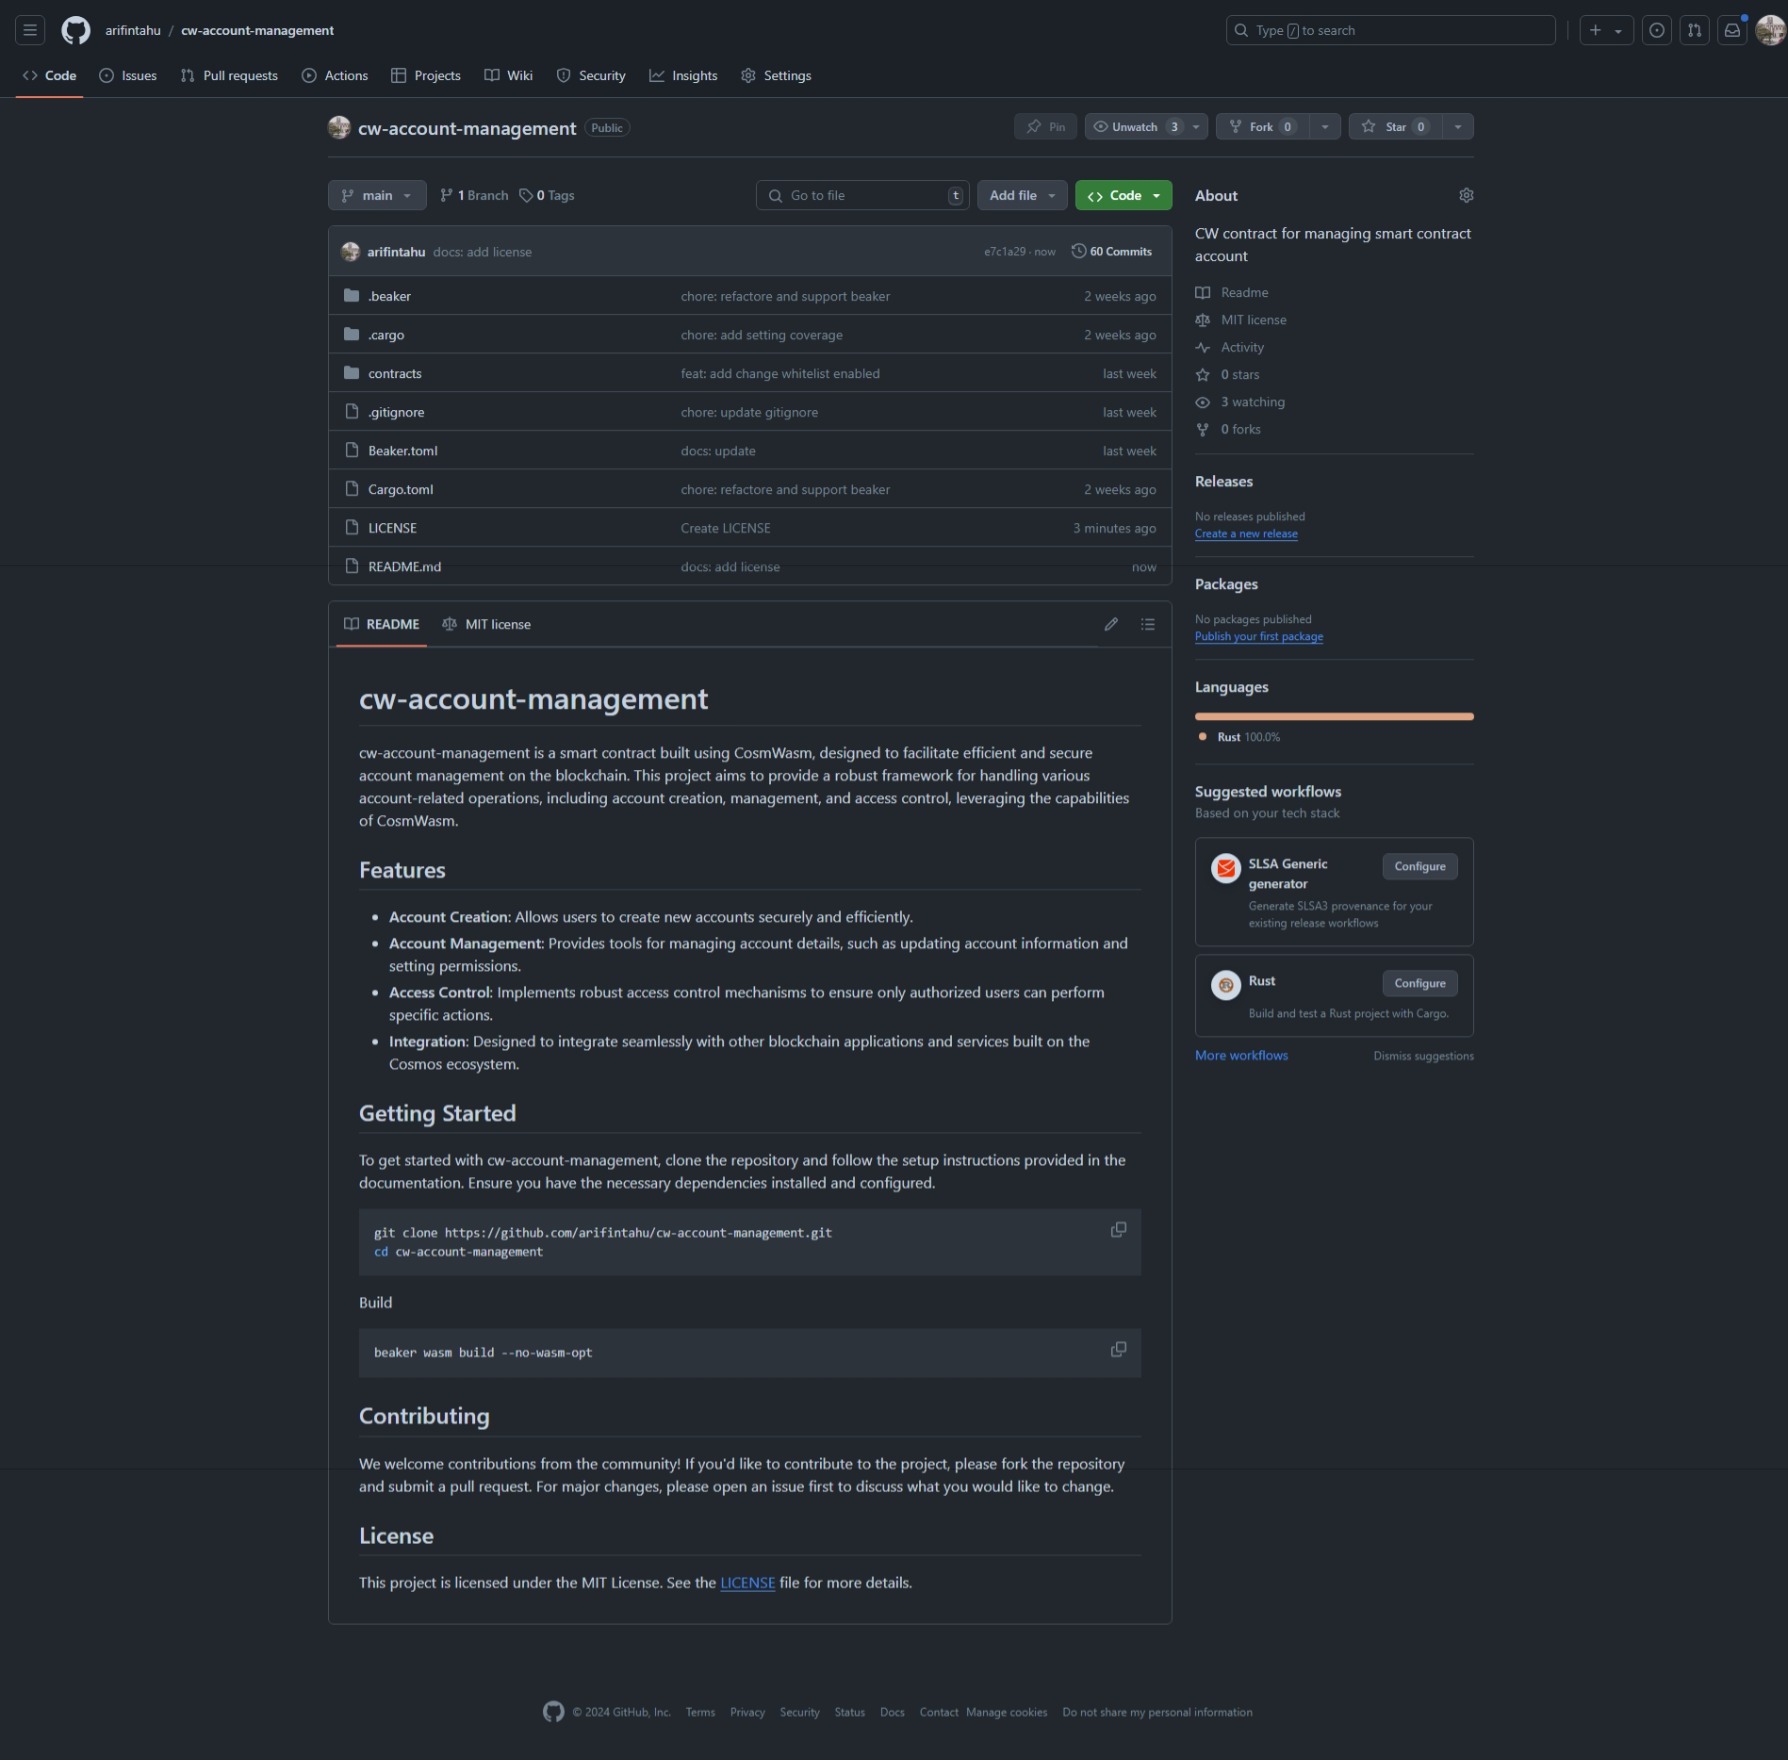 arifintahu / cw-account-management
Type / to search
Code Issues Pull requests Actions Projects Wiki Security Insights Settings
cw-account-management Public
Pin Unwatch 3 Fork 0 Star 0
main 1 Branch 0 Tags Go to file t Add file Code
arifintahu docs: add license e7c1a29 · now 60 Commits
.beaker chore: refactore and support beaker 2 weeks ago
.cargo chore: add setting coverage 2 weeks ago
contracts feat: add change whitelist enabled last week
.gitignore chore: update gitignore last week
Beaker.toml docs: update last week
Cargo.toml chore: refactore and support beaker 2 weeks ago
LICENSE Create LICENSE 3 minutes ago
README.md docs: add license now
README MIT license
cw-account-management
cw-account-management is a smart contract built using CosmWasm, designed to facilitate efficient and secure
account management on the blockchain. This project aims to provide a robust framework for handling various
account-related operations, including account creation, management, and access control, leveraging the capabilities
of CosmWasm.
Features
Account Creation: Allows users to create new accounts securely and efficiently.
Account Management: Provides tools for managing account details, such as updating account information and
setting permissions.
Access Control: Implements robust access control mechanisms to ensure only authorized users can perform
specific actions.
Integration: Designed to integrate seamlessly with other blockchain applications and services built on the
Cosmos ecosystem.
Getting Started
To get started with cw-account-management, clone the repository and follow the setup instructions provided in the
documentation. Ensure you have the necessary dependencies installed and configured.
git clone https://github.com/arifintahu/cw-account-management.git
cd cw-account-management
Build
beaker wasm build --no-wasm-opt
Contributing
We welcome contributions from the community! If you'd like to contribute to the project, please fork the repository
and submit a pull request. For major changes, please open an issue first to discuss what you would like to change.
License
This project is licensed under the MIT License. See the LICENSE file for more details.
About
CW contract for managing smart contract
account
Readme
MIT license
Activity
0 stars
3 watching
0 forks
Releases
No releases published
Create a new release
Packages
No packages published
Publish your first package
Languages
Rust 100.0%
Suggested workflows
Based on your tech stack
SLSA Generic
generator
Configure
Generate SLSA3 provenance for your
existing release workflows
Rust
Configure
Build and test a Rust project with Cargo.
More workflows Dismiss suggestions
© 2024 GitHub, Inc. Terms Privacy Security Status Docs Contact Manage cookies Do not share my personal information